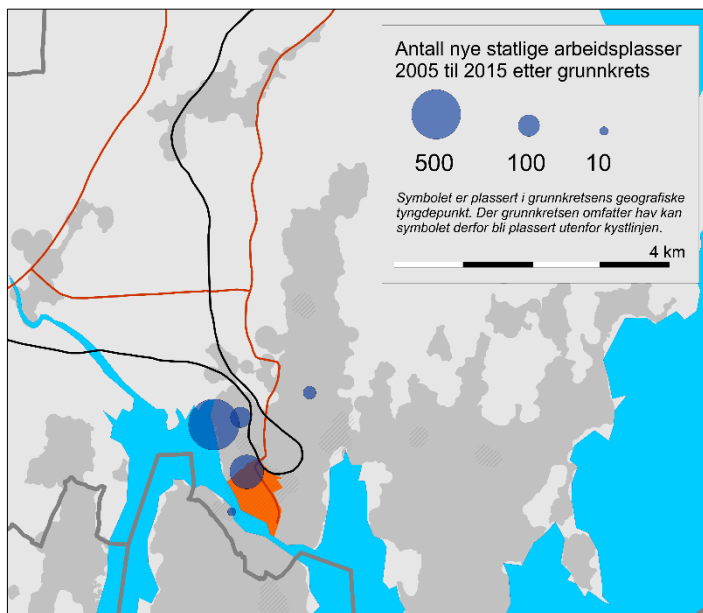 Antall nye statlige arbeidsplasser
2005 til 2015 etter grunnkrets
500 100 10
Symbolet er plassert i grunnkretsens geografiske
tyngdepunkt. Der grunnkretsen omfatter hav kan
symbolet derfor bli plassert utenfor kystlinjen.
4 km